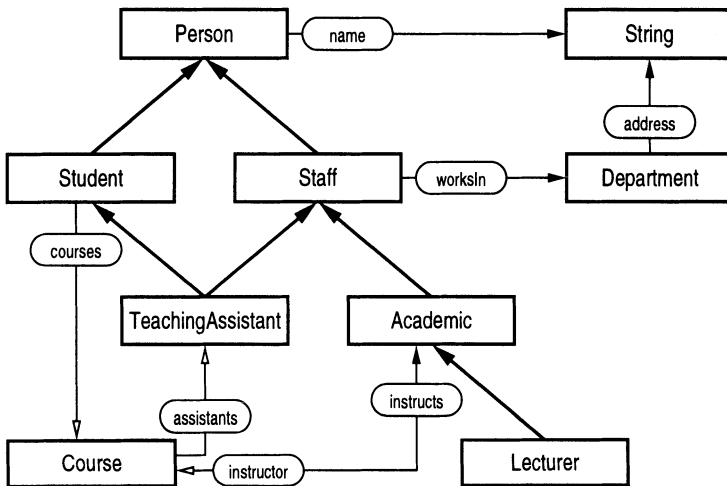 Person
name
String
address
Student
Staff
worksIn
Department
courses
TeachingAssistant
Academic
assistants
instructs
Course
instructor
Lecturer